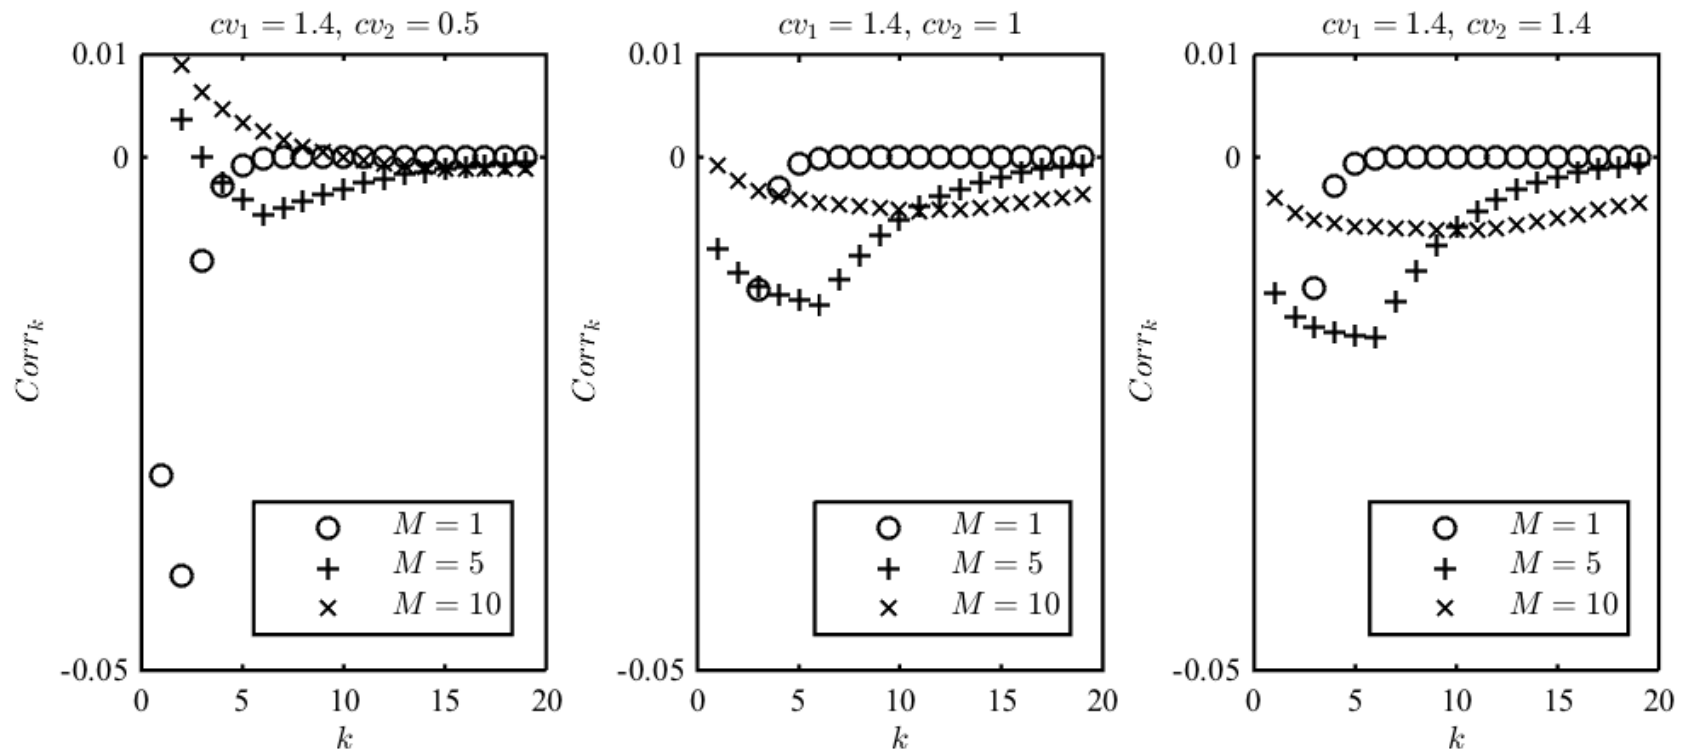 cv₁ = 1.4, cv₂ = 0.5
0.01
0
-0.05
Corrₖ
0 5 10 15 20
k
M = 1
M = 5
M = 10
cv₁ = 1.4, cv₂ = 1
0.01
0
-0.05
Corrₖ
0 5 10 15 20
k
M = 1
M = 5
M = 10
cv₁ = 1.4, cv₂ = 1.4
0.01
0
-0.05
Corrₖ
0 5 10 15 20
k
M = 1
M = 5
M = 10